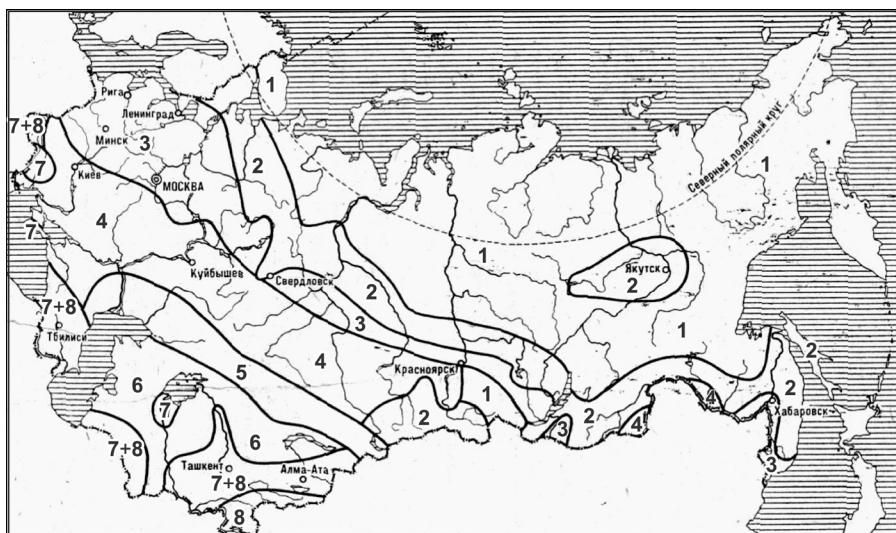 1
Рига
Ленинград
7+8
Минск
3
2
Северный полярный круг
1
7
Киев
МОСКВА
4
7
Куйбышев
Свердловск
1
Якутск
2
2
7+8
Тбилиси
3
1
4
Красноярск
2
6
5
1
2
4
2
7
2
3
4
Хабаровск
6
7+8
Ташкент
Алма-Ата
7+8
3
8